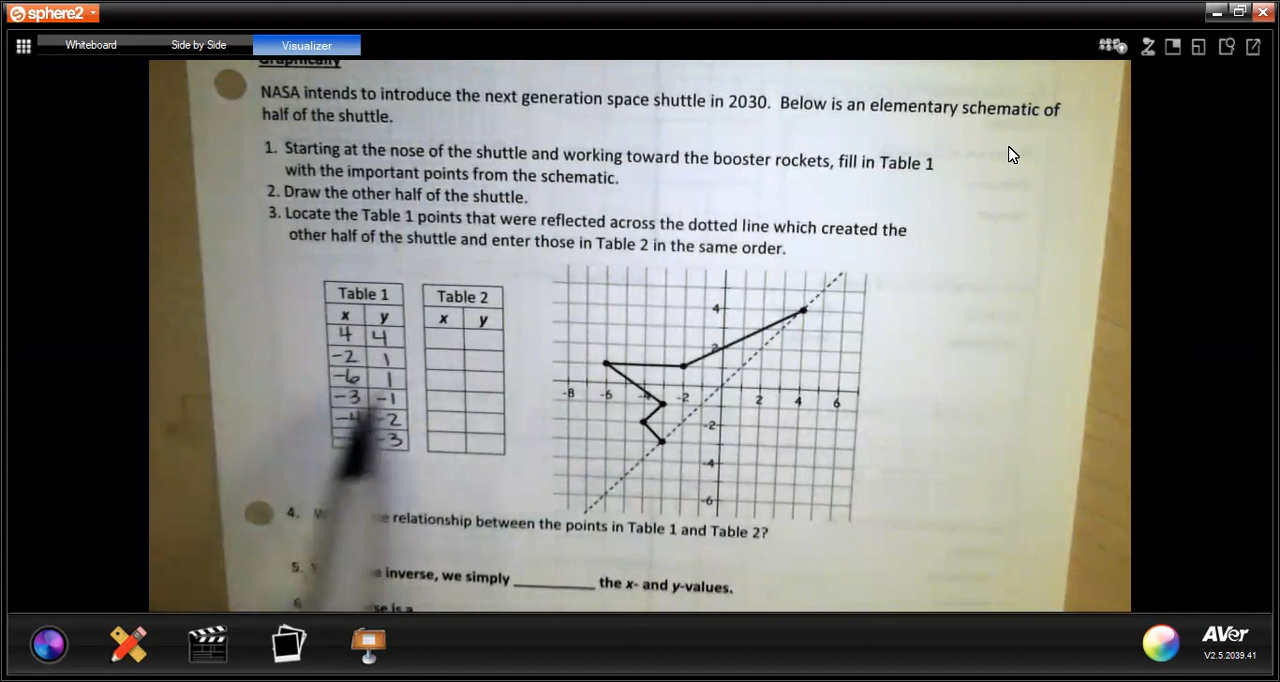 sphere2
Whiteboard Side by Side Visualizer
Graphically
NASA intends to introduce the next generation space shuttle in 2030. Below is an elementary schematic of
half of the shuttle.
1. Starting at the nose of the shuttle and working toward the booster rockets, fill in Table 1
with the important points from the schematic.
2. Draw the other half of the shuttle.
3. Locate the Table 1 points that were reflected across the dotted line which created the
other half of the shuttle and enter those in Table 2 in the same order.
Table 1
x y
4 4
-2 1
-6 1
-3 -1
-4 -2
-3
Table 2
x y
4
2
-8 -6 -4 -2 2 4 6
-2
-4
-6
4. relationship between the points in Table 1 and Table 2?
5. inverse, we simply __________ the x- and y-values.
6 is a
AVer
V2.5.2039.41